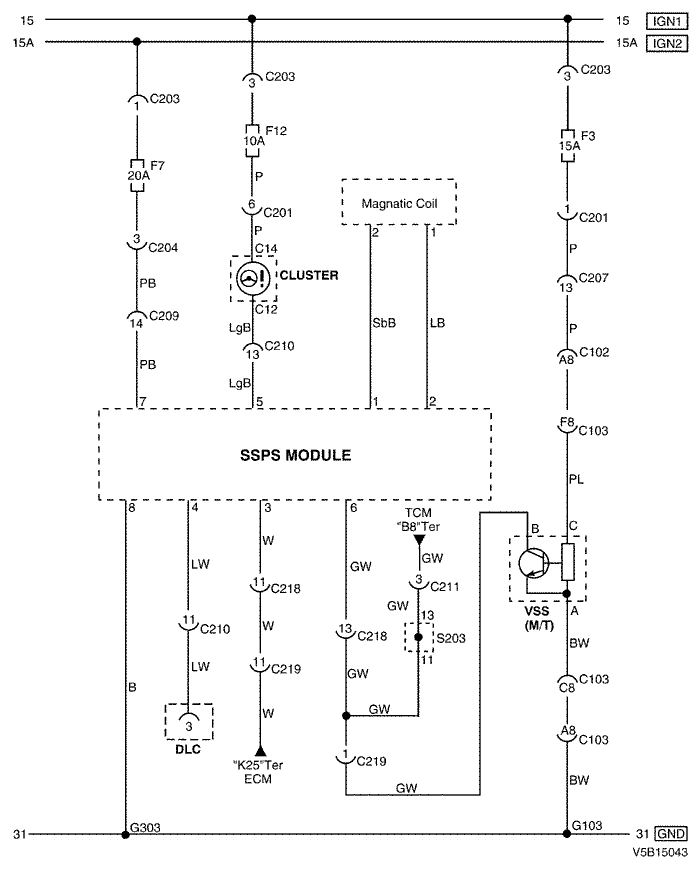 15 15 IGN1
15A 15A IGN2
3 C203 3 C203
C203
1
F12
10A
F3
15A
F7
20A
P
6 C201 1 C201
P
3 C204
C14
P
CLUSTER
PB
C207
13
C12
C209
14
LgB
P
C210
13
C102
A8
PB
LgB
Magnatic Coil
2 1
SbB LB
F8
C103
7 5 1 2
SSPS MODULE
PL
8 4 3 6
TCM
"B8"Ter
B C
W
GW
LW
GW
3
C211
11
C218
GW
VSS
(M/T)
A
13
11
C210
W
13
C218
S203
11
BW
LW
11
C219
GW
C103
C8
B
W
GW
3
DLC
A8
C103
"K25"Ter
ECM
1
C219
GW
BW
31 G303 G103 31 GND
V5B15043